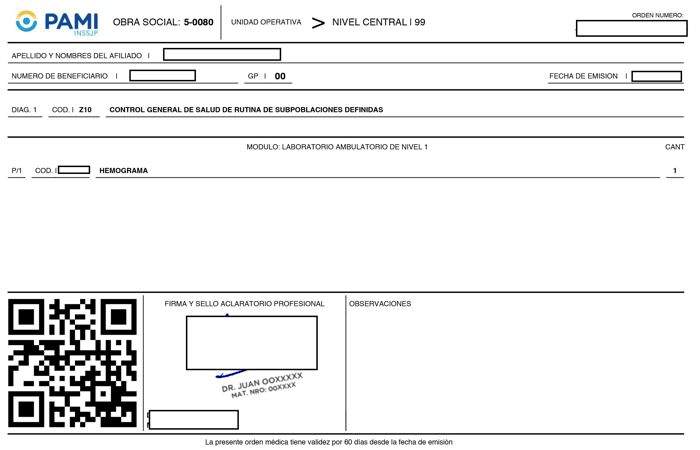 PAMI
INSSJP
OBRA SOCIAL: 5-0080
UNIDAD OPERATIVA > NIVEL CENTRAL | 99
ORDEN NUMERO:
APELLIDO Y NOMBRES DEL AFILIADO |
NUMERO DE BENEFICIARIO | GP | 00 FECHA DE EMISION |
DIAG. 1 COD. | Z10 CONTROL GENERAL DE SALUD DE RUTINA DE SUBPOBLACIONES DEFINIDAS
MODULO: LABORATORIO AMBULATORIO DE NIVEL 1 CANT
P/1 COD. | HEMOGRAMA 1
FIRMA Y SELLO ACLARATORIO PROFESIONAL
OBSERVACIONES
DR. JUAN OOXXXXX
MAT. NRO: 00XXXX
La presente orden médica tiene validez por 60 días desde la fecha de emisión